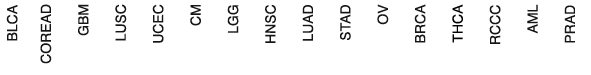 BLCA
COREAD
GBM
LUSC
UCEC
CM
LGG
HNSC
LUAD
STAD
OV
BRCA
THCA
RCCC
AML
PRAD